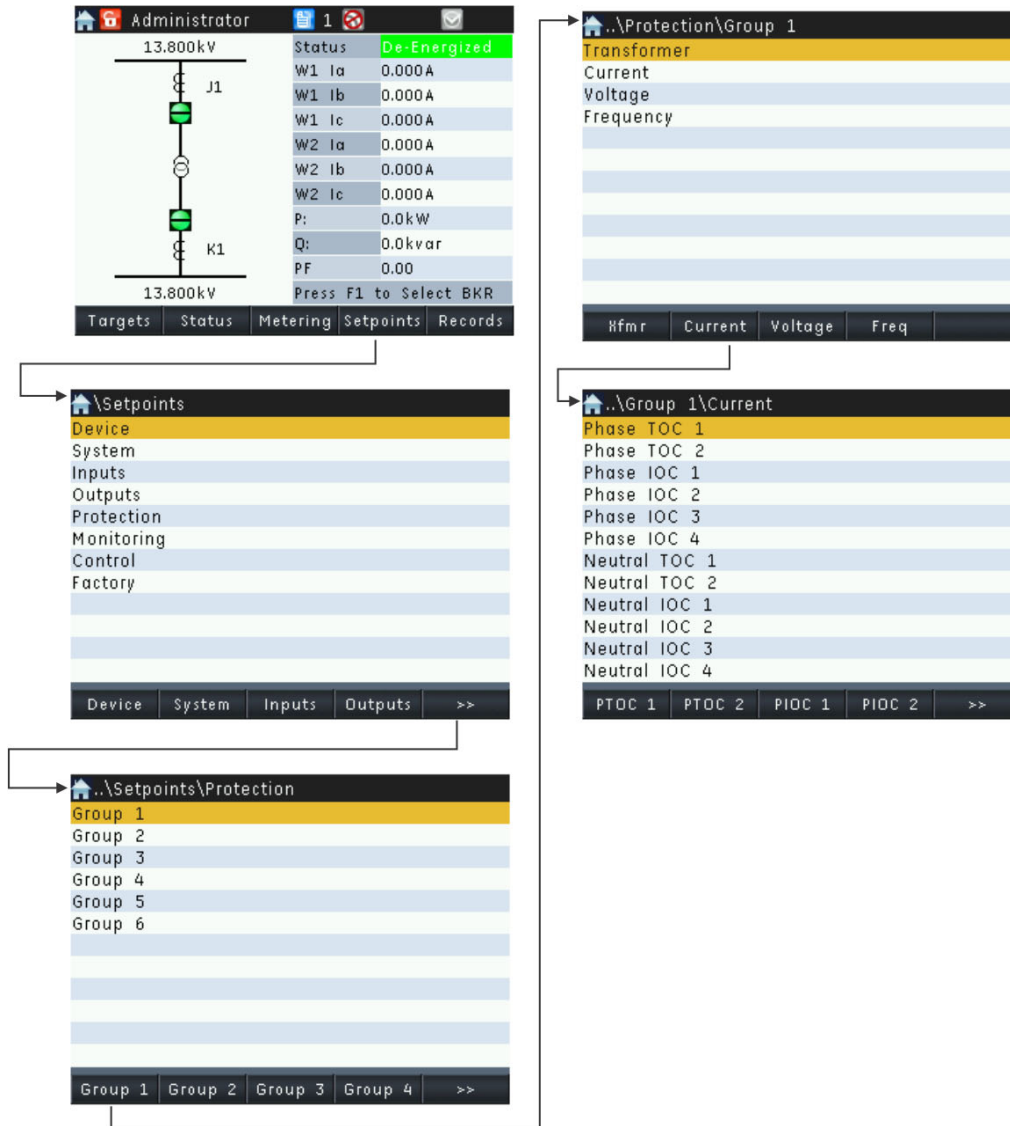 Administrator 1
13.800kV
J1
K1
13.800kV
Status De-Energized
W1 Ia 0.000A
W1 Ib 0.000A
W1 Ic 0.000A
W2 Ia 0.000A
W2 Ib 0.000A
W2 Ic 0.000A
P: 0.0kW
Q: 0.0kvar
PF 0.00
Press F1 to Select BKR
Targets Status Metering Setpoints Records
\Setpoints
Device
System
Inputs
Outputs
Protection
Monitoring
Control
Factory
Device System Inputs Outputs >>
..\Setpoints\Protection
Group 1
Group 2
Group 3
Group 4
Group 5
Group 6
Group 1 Group 2 Group 3 Group 4 >>
..\Protection\Group 1
Transformer
Current
Voltage
Frequency
Xfmr Current Voltage Freq
..\Group 1\Current
Phase TOC 1
Phase TOC 2
Phase IOC 1
Phase IOC 2
Phase IOC 3
Phase IOC 4
Neutral TOC 1
Neutral TOC 2
Neutral IOC 1
Neutral IOC 2
Neutral IOC 3
Neutral IOC 4
PTOC 1 PTOC 2 PIOC 1 PIOC 2 >>